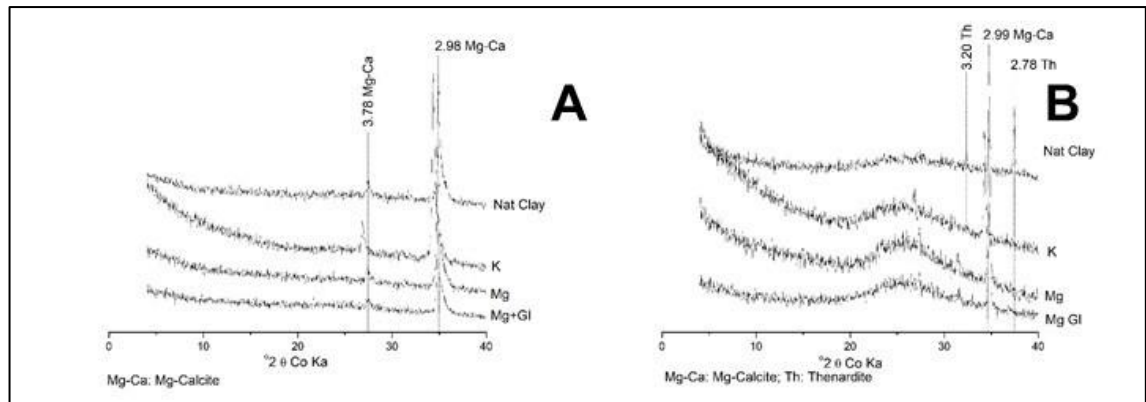 3.78 Mg-Ca
2.98 Mg-Ca
A
Nat Clay
K
Mg
Mg+Gl
0 10 20 30 40
°2 θ Co Ka
Mg-Ca: Mg-Calcite
3.20 Th
2.99 Mg-Ca
2.78 Th
B
Nat Clay
K
Mg
Mg Gl
0 10 20 30 40
°2 θ Co Ka
Mg-Ca: Mg-Calcite; Th: Thenardite